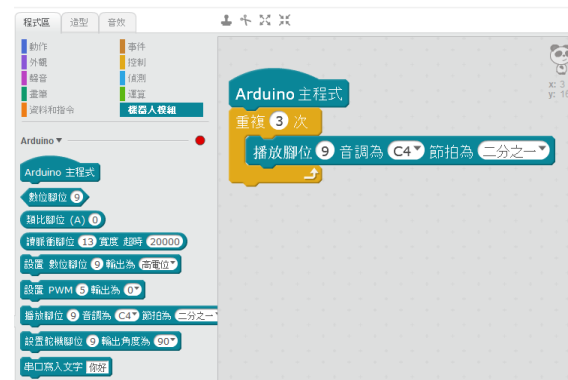 程式區 造型 音效
動作 事件
外觀 控制
聲音 偵測
畫筆 運算
資料和指令 機器人模組
Arduino
Arduino 主程式
數位腳位 9
類比腳位 (A) 0
讀脈衝腳位 13 寬度 超時 20000
設置 數位腳位 9 輸出為 高電位
設置 PWM 5 輸出為 0
播放腳位 9 音調為 C4 節拍為 二分之一
設置舵機腳位 9 輸出角度為 90
串口寫入文字 你好
Arduino 主程式
重複 3 次
播放腳位 9 音調為 C4 節拍為 二分之一
x: 3
y: 16